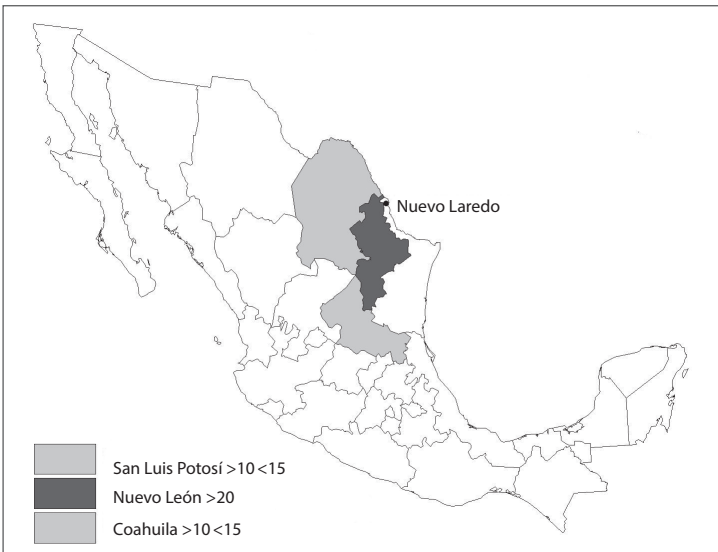 Nuevo Laredo
San Luis Potosí >10 <15
Nuevo León >20
Coahuila >10 <15